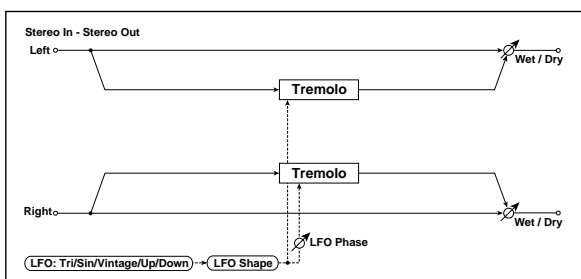 Stereo In - Stereo Out
Left
Wet / Dry
Tremolo
Tremolo
Right
Wet / Dry
LFO Phase
LFO: Tri/Sin/Vintage/Up/Down
LFO Shape